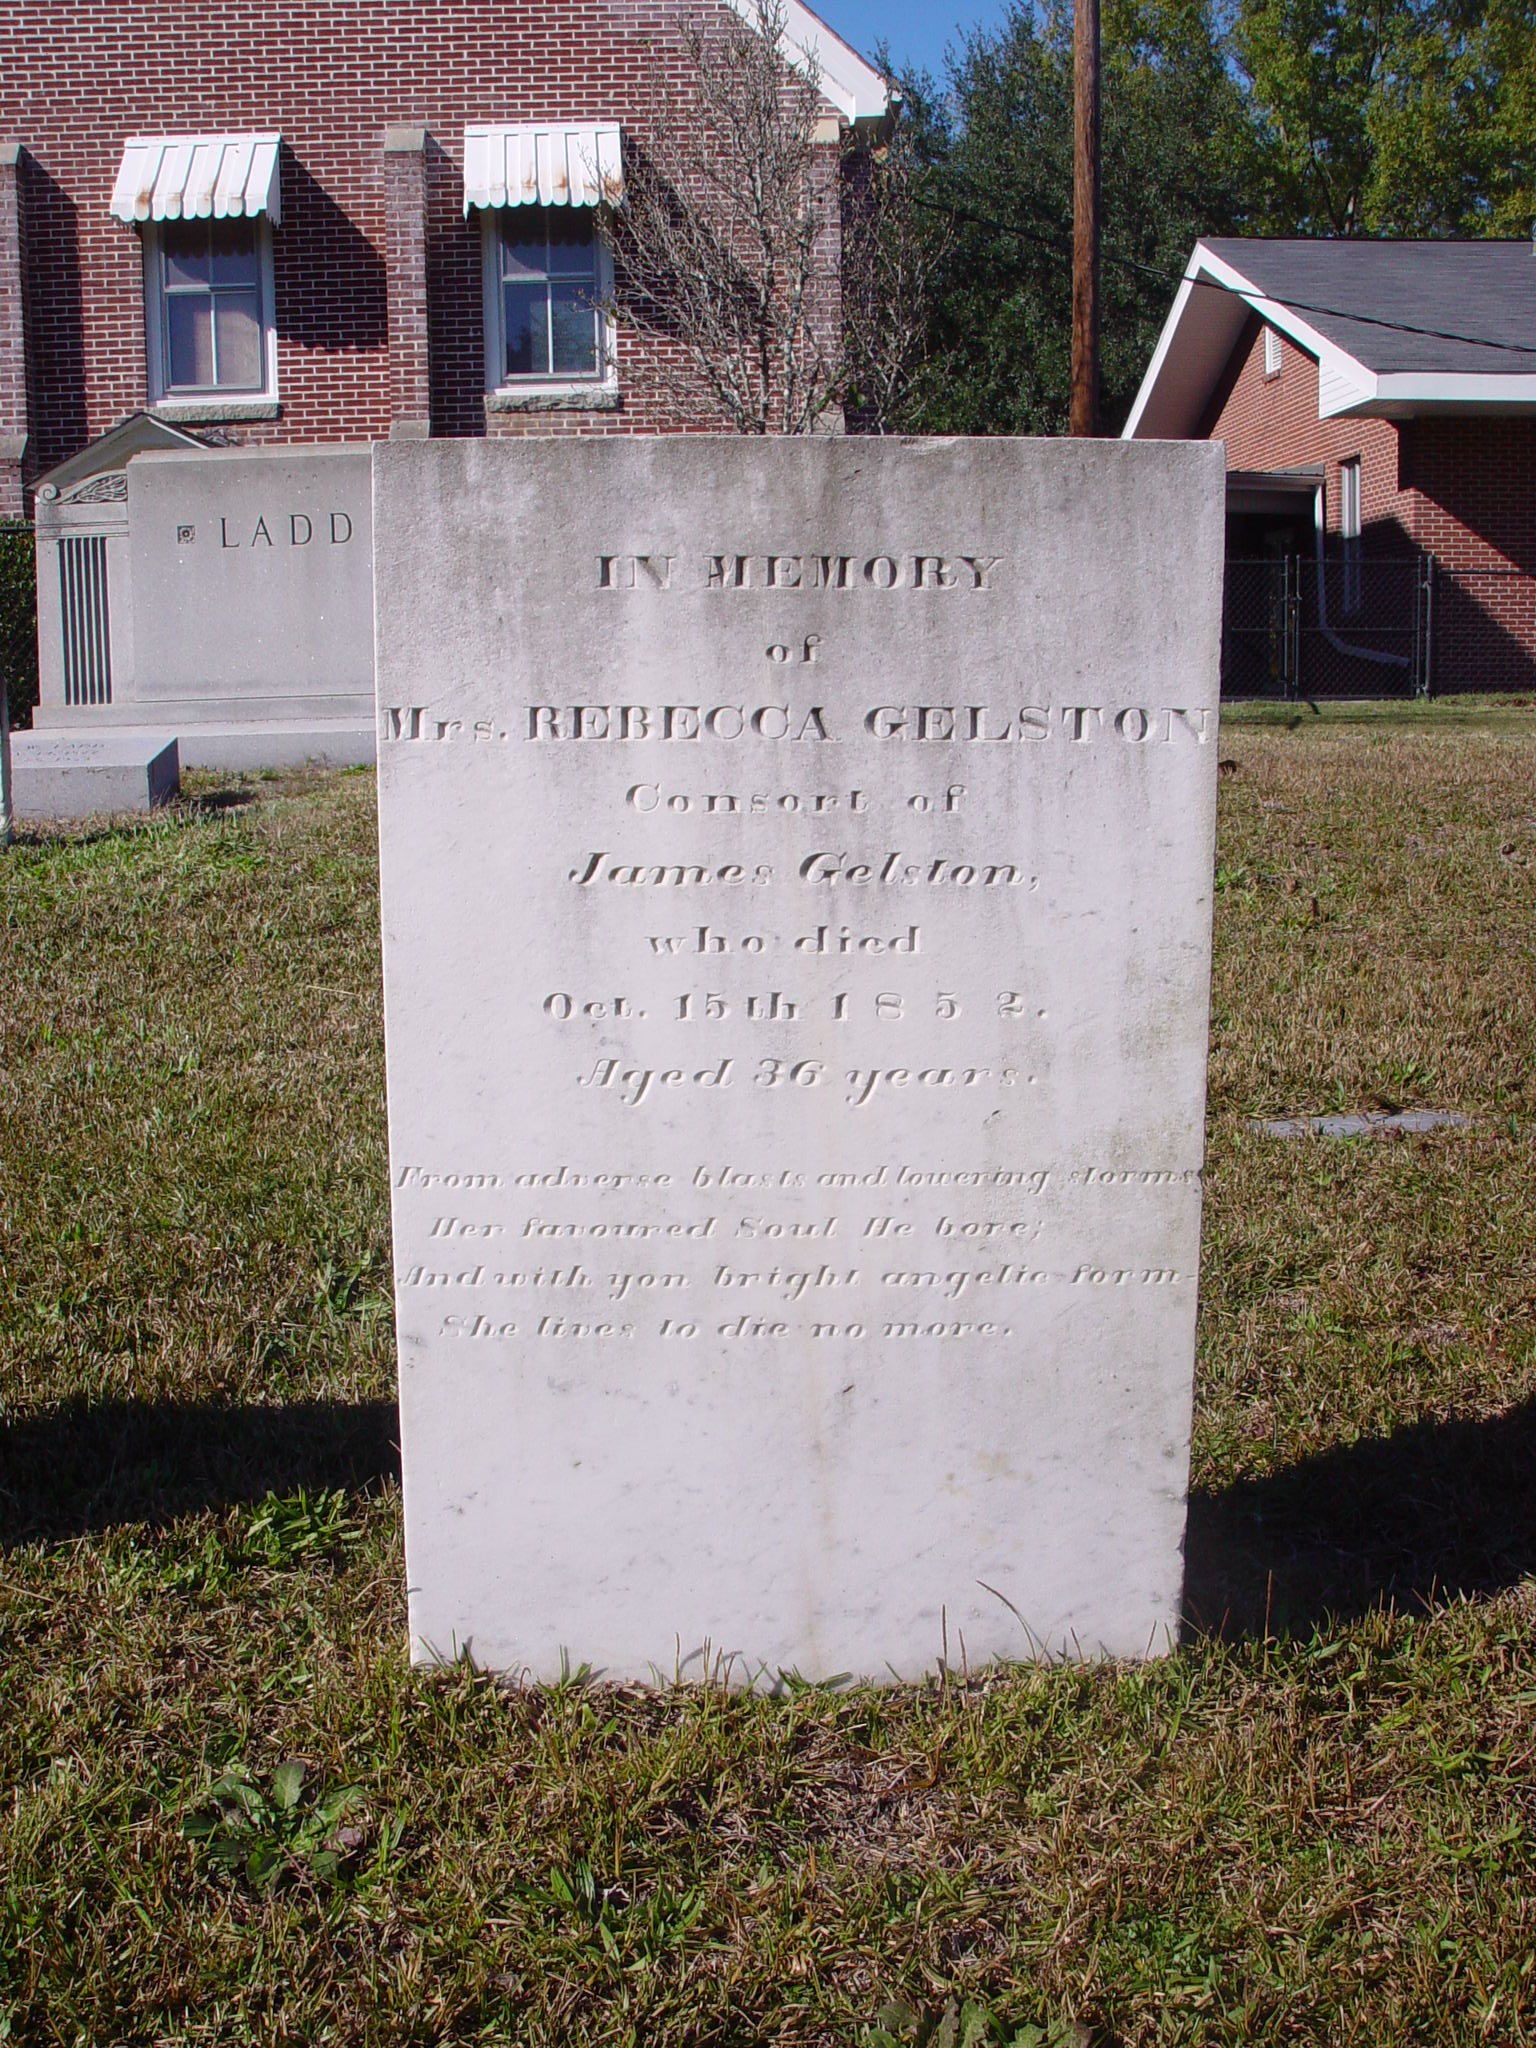 LADD
IN MEMORY
of
Mrs. REBECCA GELSTON
Consort of
James Gelston,
who died
Oct. 15th 1852.
Aged 36 years.
From adverse blasts and lowering storms
Her favoured Soul He bore;
And with yon bright angelic form-
She lives to die no more.